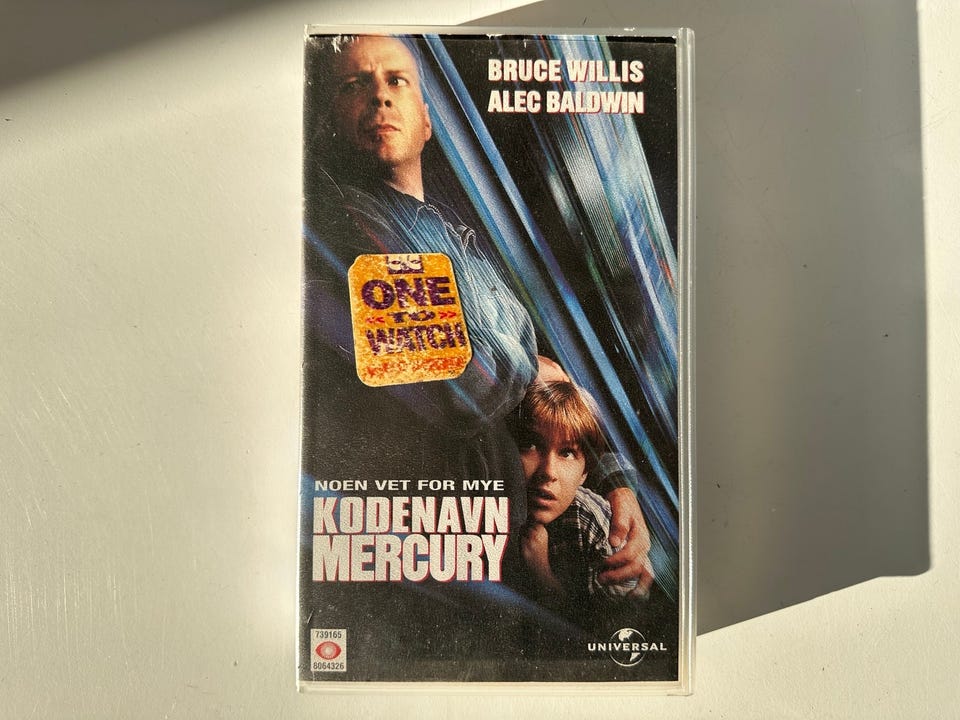 BRUCE WILLIS
ALEC BALDWIN
ONE
«TO»
WATCH
NOEN VET FOR MYE
KODENAVN
MERCURY
739165
8064326
UNIVERSAL